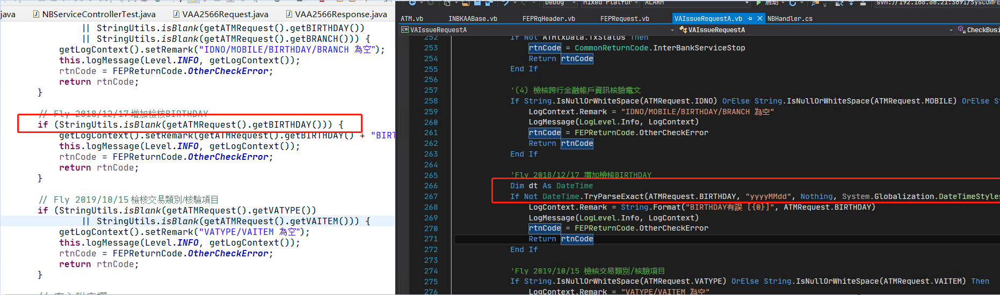 java NBServiceControllerTest.java VAA2566Request.java VAA2566Response.java
|| StringUtils.isBlank(getATMRequest().getBIRTHDAY())
|| StringUtils.isBlank(getATMRequest().getBRANCH())) {
getLogContext().setRemark("IDNO/MOBILE/BIRTHDAY/BRANCH 為空");
this.logMessage(Level.INFO, getLogContext());
rtnCode = FEPReturnCode.OtherCheckError;
return rtnCode;
}
// Fly 2018/12/17 增加檢核BIRTHDAY
if (StringUtils.isBlank(getATMRequest().getBIRTHDAY())) {
getLogContext().setRemark(getATMRequest().getBIRTHDAY() + "BIRT
this.logMessage(Level.INFO, getLogContext());
rtnCode = FEPReturnCode.OtherCheckError;
return rtnCode;
}
// Fly 2019/10/15 檢核交易類別/核驗項目
if (StringUtils.isBlank(getATMRequest().getVATYPE())
|| StringUtils.isBlank(getATMRequest().getVAITEM())) {
getLogContext().setRemark("VATYPE/VAITEM 為空");
this.logMessage(Level.INFO, getLogContext());
rtnCode = FEPReturnCode.OtherCheckError;
return rtnCode;
}
Debug Mixed Platfor ALARM 启动 svn://192.168.80.21:3691/SyscomFE
ATM.vb INBKAABase.vb FEPRqHeader.vb FEPRequest.vb VAIssueRequestA.vb NBHandler.cs
VAIssueRequestA VAIssueRequestA CheckBusi
252 If Not ATMtxData.TxStatus Then
253 rtnCode = CommonReturnCode.InterBankServiceStop
254 Return rtnCode
255 End If
256
257 '(4) 檢核跨行金融帳戶資訊核驗電文
258 If String.IsNullOrWhiteSpace(ATMRequest.IDNO) OrElse String.IsNullOrWhiteSpace(ATMRequest.MOBILE) OrElse St
259 LogContext.Remark = "IDNO/MOBILE/BIRTHDAY/BRANCH 為空"
260 LogMessage(LogLevel.Info, LogContext)
261 rtnCode = FEPReturnCode.OtherCheckError
262 Return rtnCode
263 End If
264
265 'Fly 2018/12/17 增加檢核BIRTHDAY
266 Dim dt As DateTime
267 If Not DateTime.TryParseExact(ATMRequest.BIRTHDAY, "yyyyMMdd", Nothing, System.Globalization.DateTimeStyles
268 LogContext.Remark = String.Format("BIRTHDAY有誤 [{0}]", ATMRequest.BIRTHDAY)
269 LogMessage(LogLevel.Info, LogContext)
270 rtnCode = FEPReturnCode.OtherCheckError
271 Return rtnCode
272 End If
273
274 'Fly 2019/10/15 檢核交易類別/核驗項目
275 If String.IsNullOrWhiteSpace(ATMRequest.VATYPE) OrElse String.IsNullOrWhiteSpace(ATMRequest.VAITEM) Then
276 LogContext.Remark = "VATYPE/VAITEM 為空"